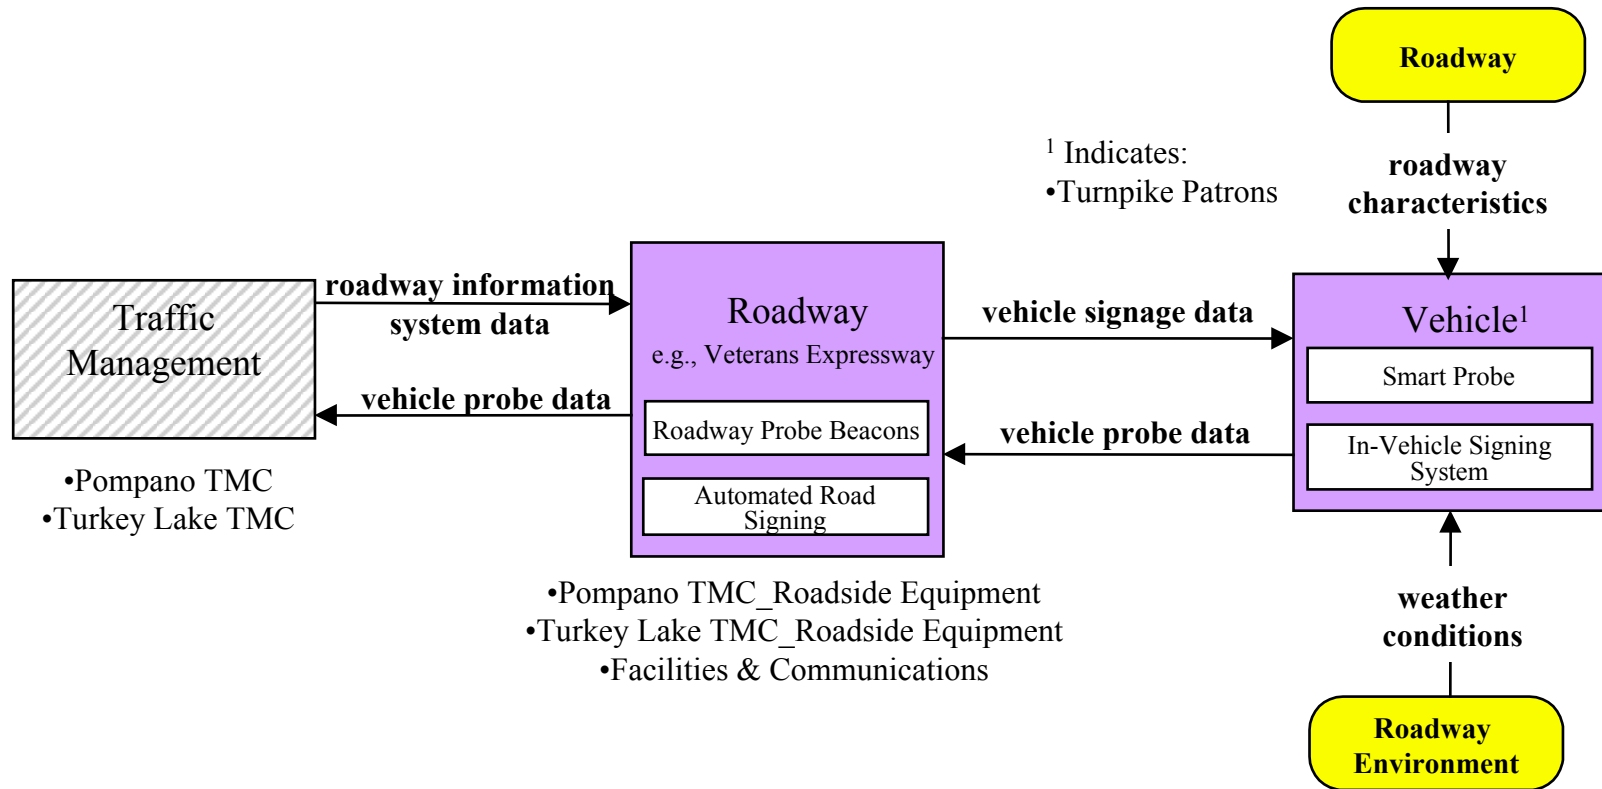 Roadway
¹ Indicates:
•Turnpike Patrons
roadway
characteristics
Traffic
Management
roadway information
system data
vehicle probe data
•Pompano TMC
•Turkey Lake TMC
Roadway
e.g., Veterans Expressway
Roadway Probe Beacons
Automated Road
Signing
•Pompano TMC_Roadside Equipment
•Turkey Lake TMC_Roadside Equipment
•Facilities & Communications
vehicle signage data
vehicle probe data
Vehicle¹
Smart Probe
In-Vehicle Signing
System
weather
conditions
Roadway
Environment